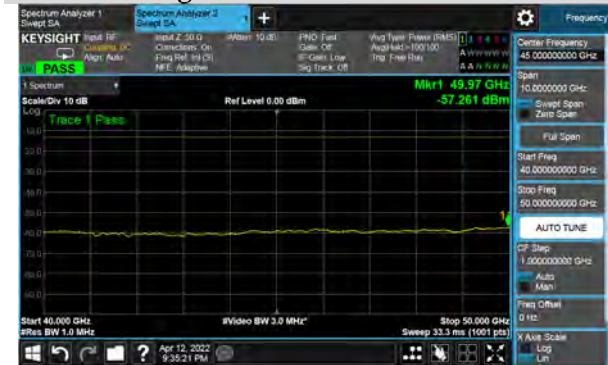 Spectrum Analyzer 1
Swept SA
Spectrum Analyzer 2
Swept SA
+
Frequency
KEYSIGHT
Input: RF
Coupling: DC
Align: Auto
Input Z: 50 Ω
Corrections: On
Freq Ref: Int (S)
NFE: Adaptive
#Atten: 10 dB
PNO: Fast
Gate: Off
IF Gain: Low
Sig Track: Off
Avg Type: Power (RMS)
Avg|Hold:>100/100
Trig: Free Run
PASS
1 Spectrum
Scale/Div 10 dB
Ref Level 0.00 dBm
Mkr1 49.97 GHz
-57.261 dBm
Log
Trace 1 Pass
1
Start 40.000 GHz
#Res BW 1.0 MHz
#Video BW 3.0 MHz*
Stop 50.000 GHz
Sweep 33.3 ms (1001 pts)
Center Frequency
45.000000000 GHz
Span
10.0000000 GHz
Swept Span
Zero Span
Full Span
Start Freq
40.000000000 GHz
Stop Freq
50.000000000 GHz
AUTO TUNE
CF Step
1.000000000 GHz
Auto
Man
Freq Offset
0 Hz
X Axis Scale
Log
Lin
?
Apr 12, 2022
9:35:21 PM